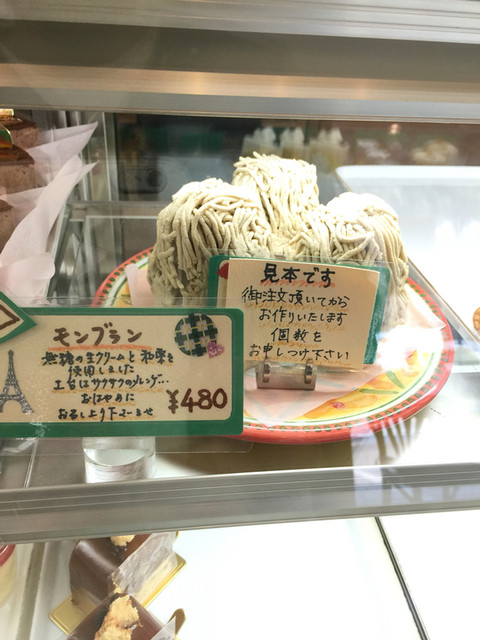 見本です
御注文頂いてから
お作りいたします
個数を
お申しつけ下さい
モンブラン
無糖の生クリームと和栗を
使用しました
土台はサクサクのメレンゲ...
おはやめに
お召し上り下さいませ
¥480